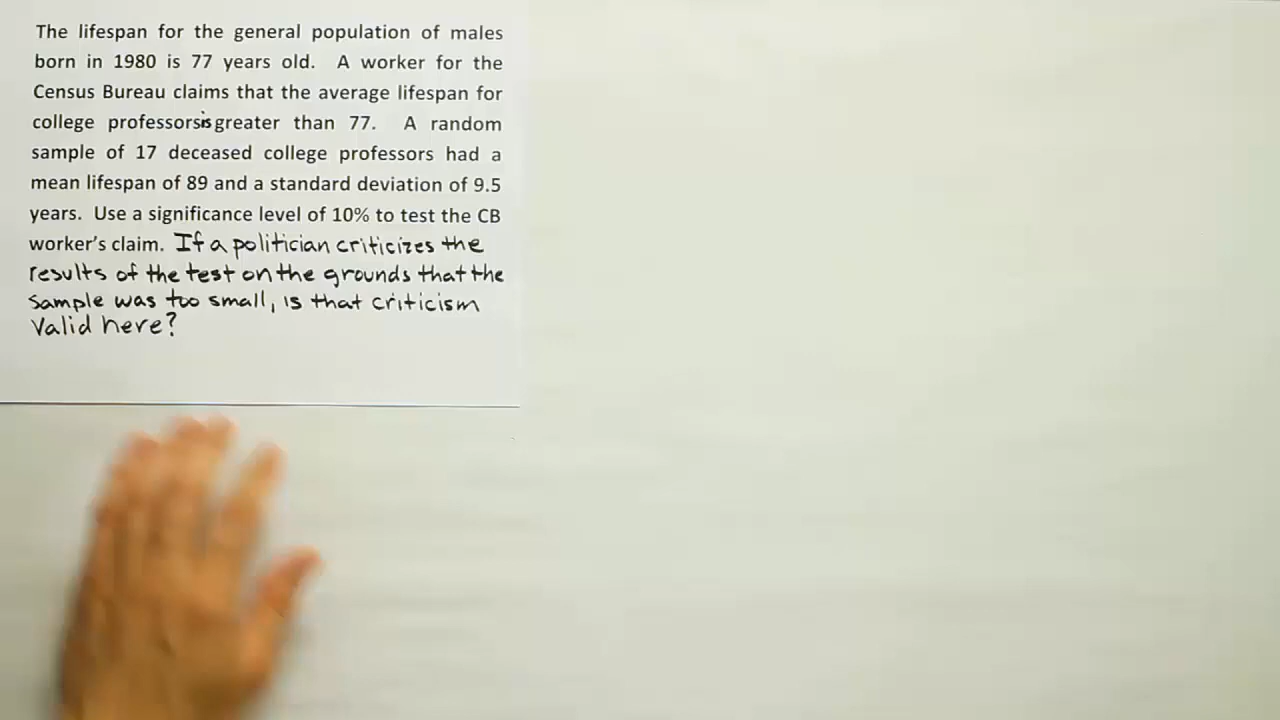 The lifespan for the general population of males
born in 1980 is 77 years old. A worker for the
Census Bureau claims that the average lifespan for
college professors is greater than 77. A random
sample of 17 deceased college professors had a
mean lifespan of 89 and a standard deviation of 9.5
years. Use a significance level of 10% to test the CB
worker's claim. If a politician criticizes the
results of the test on the grounds that the
sample was too small, is that criticism
valid here?